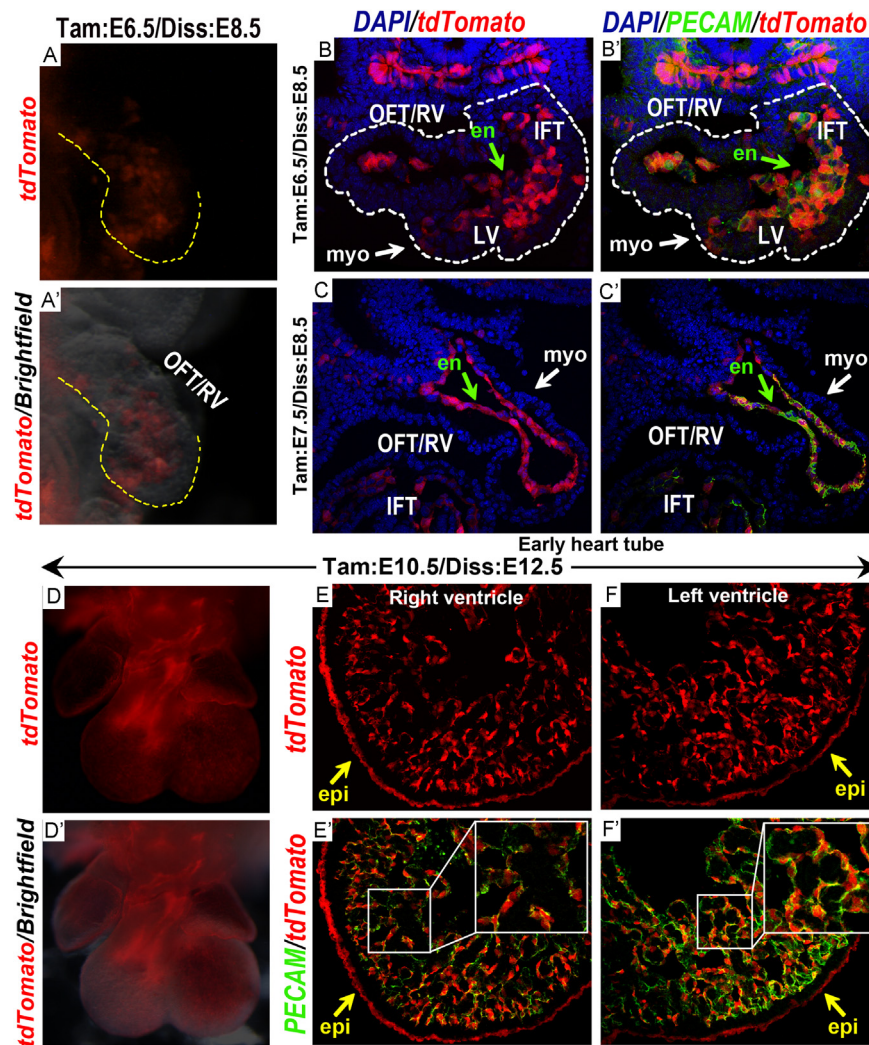 Tam:E6.5/Diss:E8.5
DAPI/tdTomato
DAPI/PECAM/tdTomato
A
tdTomato
B
Tam:E6.5/Diss:E8.5
OFT/RV
en
IFT
LV
myo
B'
OFT/RV
en
IFT
LV
myo
A'
tdTomato/Brightfield
OFT/RV
C
Tam:E7.5/Diss:E8.5
en
myo
OFT/RV
IFT
C'
en
myo
OFT/RV
IFT
Early heart tube
Tam:E10.5/Diss:E12.5
D
tdTomato
E
Right ventricle
tdTomato
epi
F
Left ventricle
epi
D'
tdTomato/Brightfield
E'
PECAM/tdTomato
epi
F'
epi